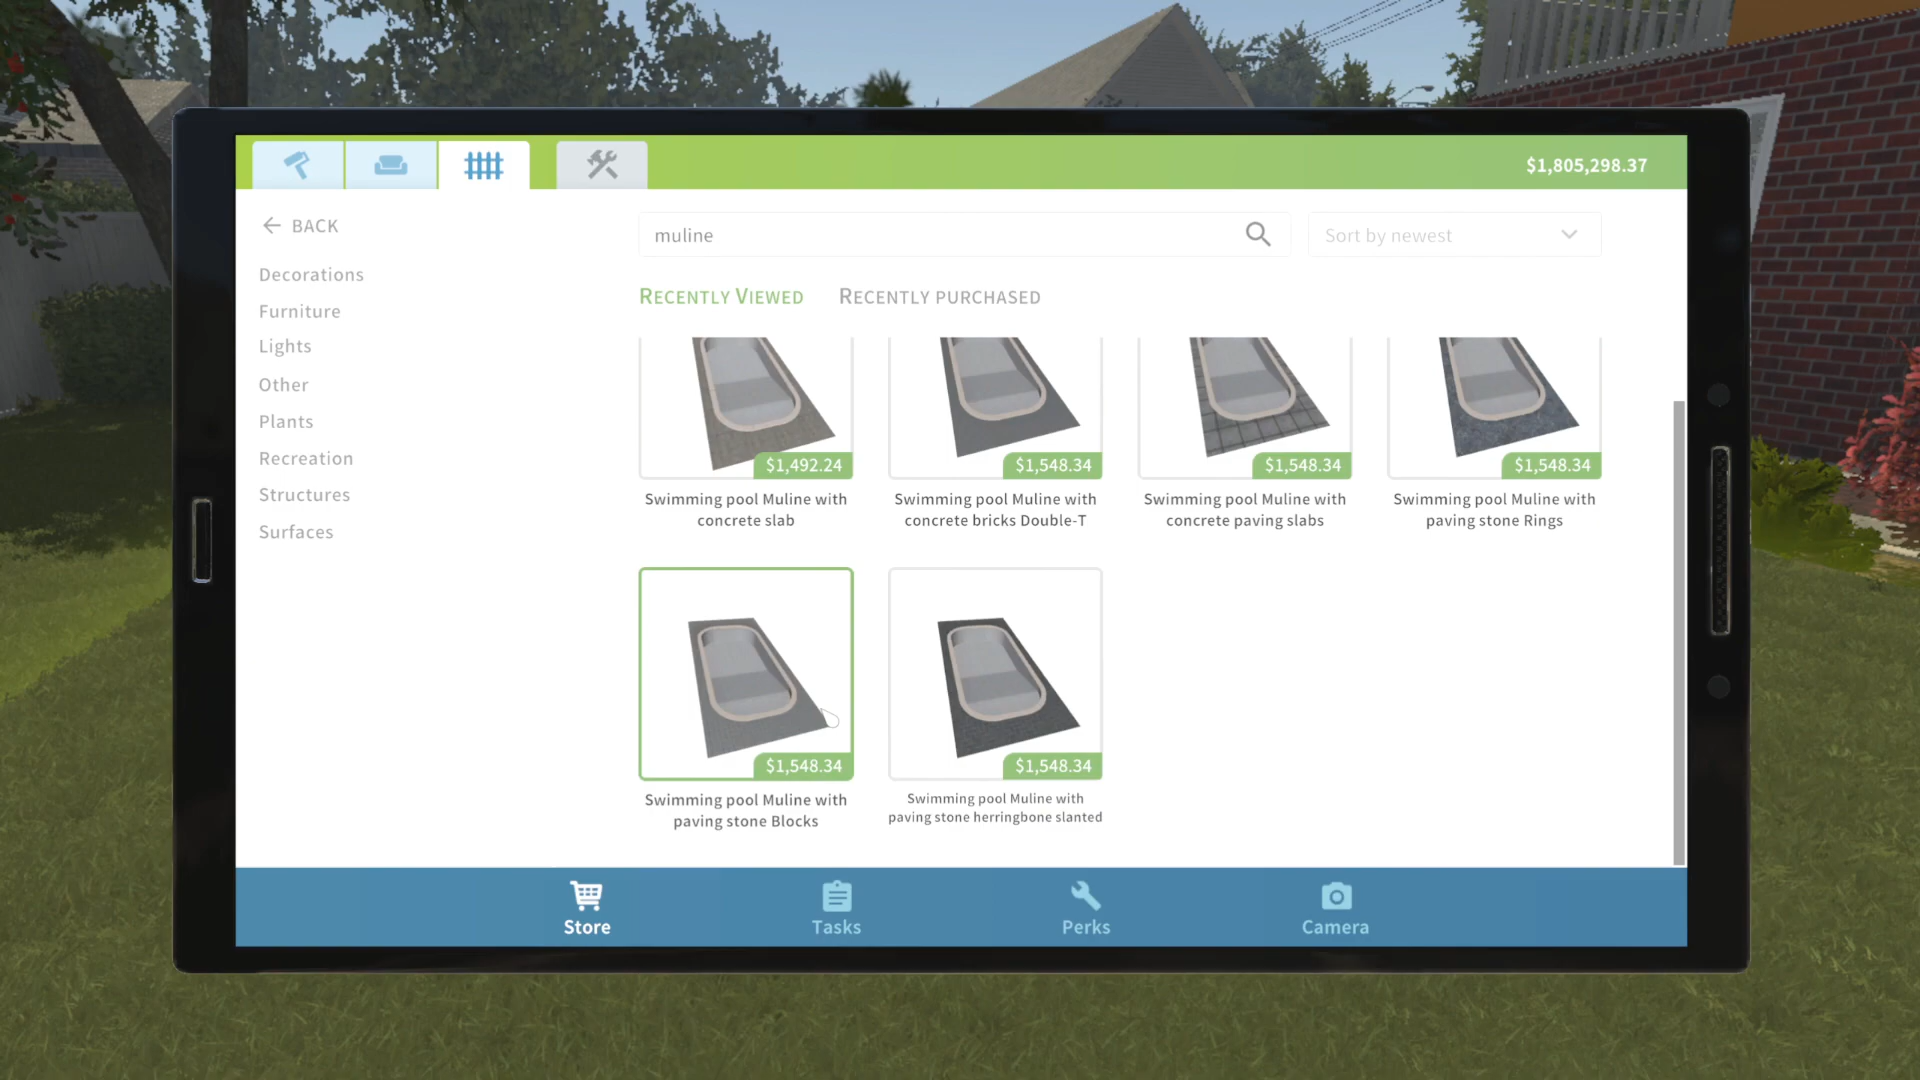 $1,805,298.37
BACK
muline
Sort by newest
Decorations
Furniture
Lights
Other
Plants
Recreation
Structures
Surfaces
RECENTLY VIEWED
RECENTLY PURCHASED
$1,492.24
$1,548.34
$1,548.34
$1,548.34
Swimming pool Muline with
concrete slab
Swimming pool Muline with
concrete bricks Double-T
Swimming pool Muline with
concrete paving slabs
Swimming pool Muline with
paving stone Rings
$1,548.34
$1,548.34
Swimming pool Muline with
paving stone Blocks
Swimming pool Muline with
paving stone herringbone slanted
Store
Tasks
Perks
Camera